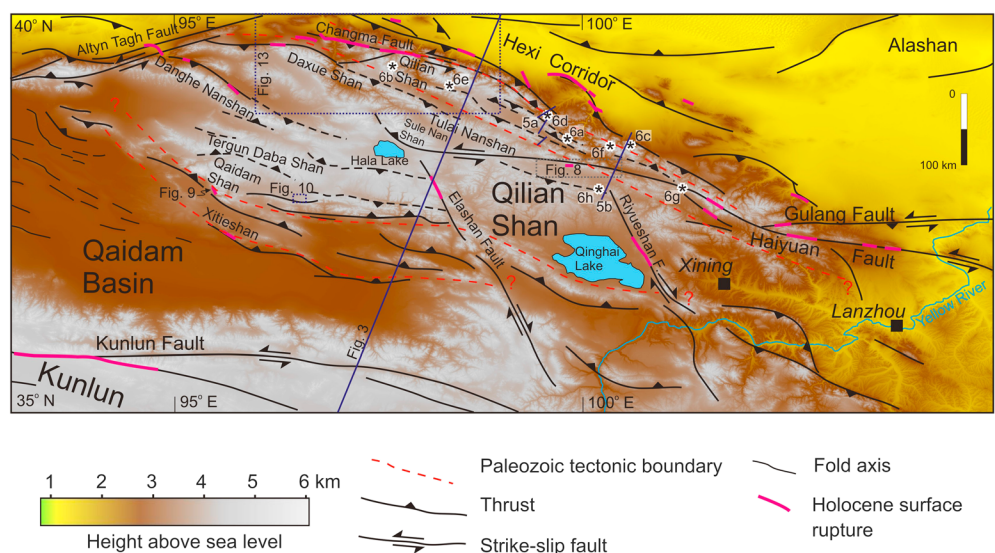 40° N
95° E
100° E
Altyn Tagh Fault
Changma Fault
Hexi
Corridor
Alashan
Fig. 13
Daxue Shan
Qilian
Shan
6b
6e
Danghe Nanshan
0
100 km
Tulai Nanshan
5a
6d
6a
6f
6c
Sule Nan
Shan
Hala Lake
Tergun Daba Shan
Qaidam
Shan
Fig. 8
Fig. 9
Fig. 10
6h
5b
6g
Qilian
Shan
Elashan Fault
Riyueshan F.
Xitieshan
Gulang Fault
Haiyuan
Fault
Qaidam
Basin
Qinghai
Lake
Xining
Lanzhou
Yellow River
?
?
?
?
Fig. 3
Kunlun Fault
Kunlun
35° N
95° E
100° E
1 2 3 4 5 6 km
Height above sea level
Paleozoic tectonic boundary
Thrust
Strike-slip fault
Fold axis
Holocene surface
rupture